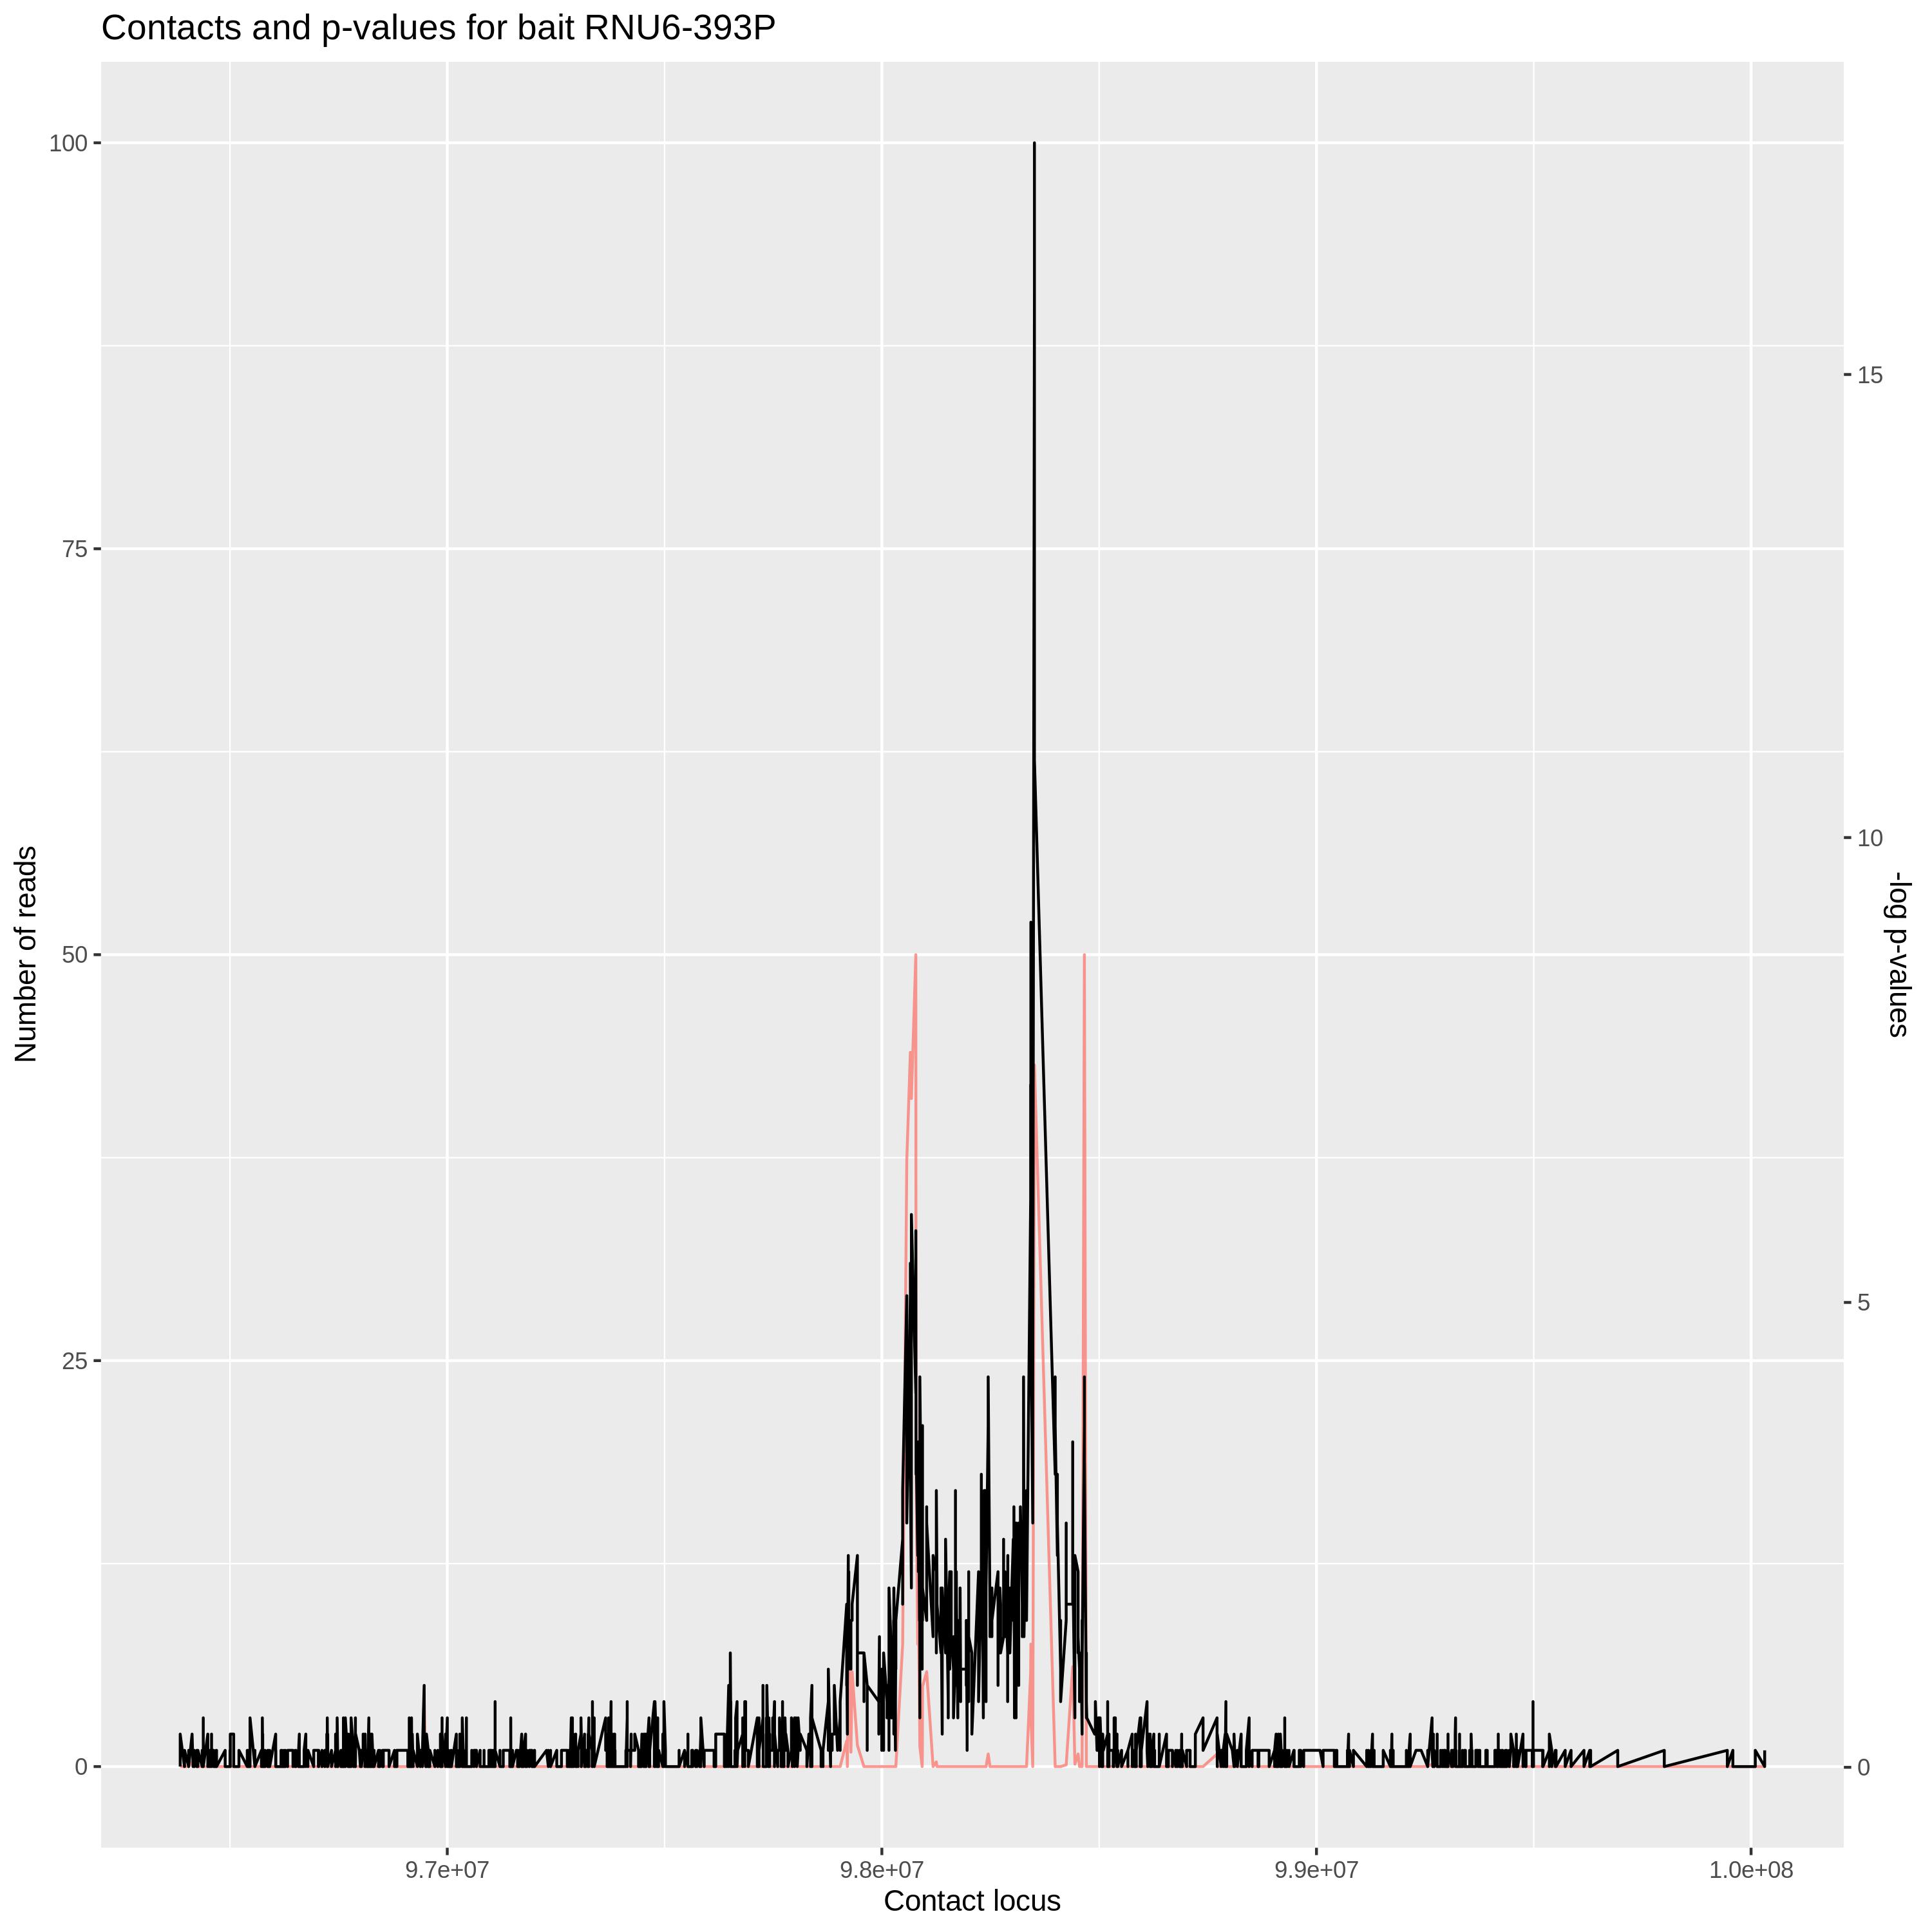 Contacts and p-values for bait RNU6-393P
100
75
50
25
0
15
10
5
0
Number of reads
-log p-values
9.7e+07
9.8e+07
9.9e+07
1.0e+08
Contact locus